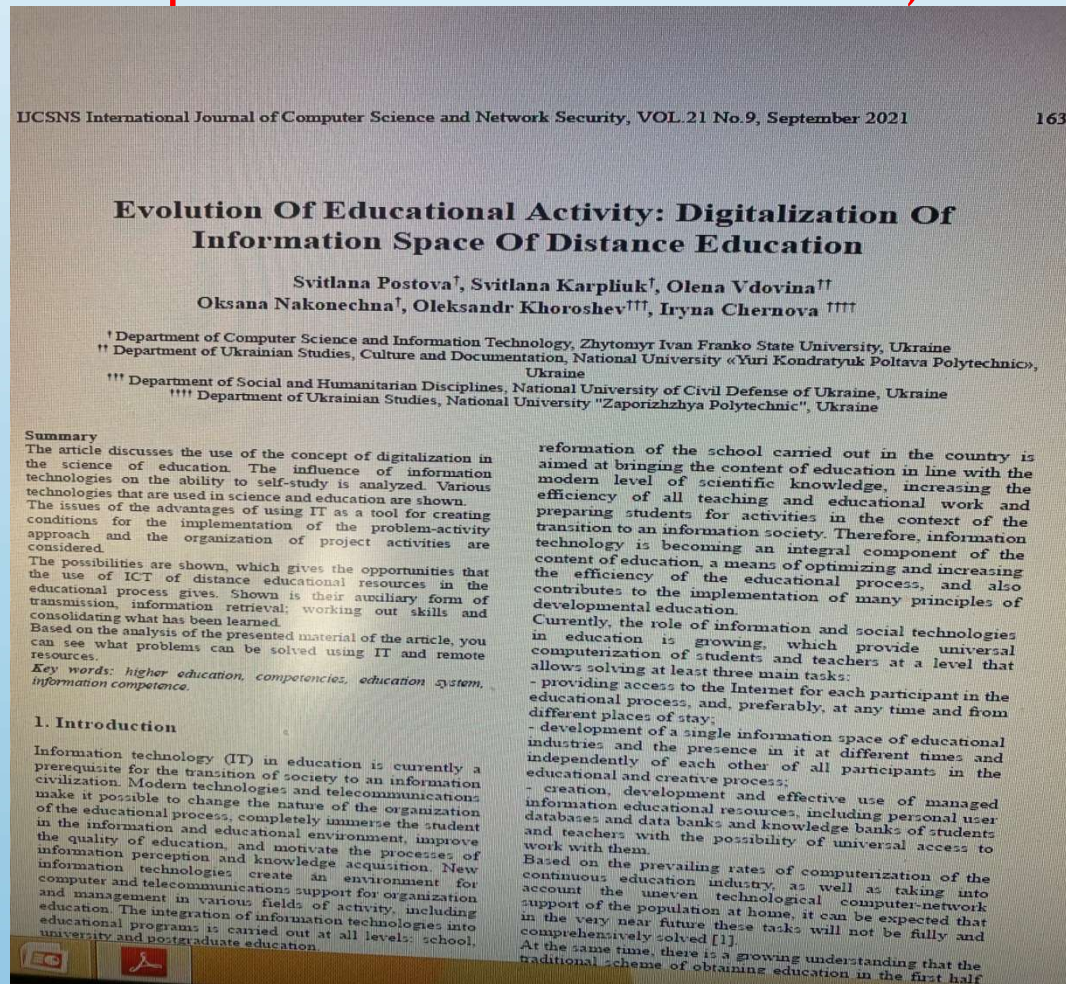 IJCSNS International Journal of Computer Science and Network Security, VOL.21 No.9, September 2021
163
Evolution Of Educational Activity: Digitalization Of
Information Space Of Distance Education
Svitlana Postova†, Svitlana Karpliuk†, Olena Vdovina††
Oksana Nakonechna†, Oleksandr Khoroshev†††, Iryna Chernova ††††
† Department of Computer Science and Information Technology, Zhytomyr Ivan Franko State University, Ukraine
†† Department of Ukrainian Studies, Culture and Documentation, National University «Yuri Kondratyuk Poltava Polytechnic»,
Ukraine
††† Department of Social and Humanitarian Disciplines, National University of Civil Defense of Ukraine, Ukraine
†††† Department of Ukrainian Studies, National University "Zaporizhzhya Polytechnic", Ukraine
Summary
The article discusses the use of the concept of digitalization in
the science of education. The influence of information
technologies on the ability to self-study is analyzed. Various
technologies that are used in science and education are shown.
The issues of the advantages of using IT as a tool for creating
conditions for the implementation of the problem-activity
approach and the organization of project activities are
considered.
The possibilities are shown, which gives the opportunities that
the use of ICT of distance educational resources in the
educational process gives. Shown is their auxiliary form of
transmission, information retrieval; working out skills and
consolidating what has been learned.
Based on the analysis of the presented material of the article, you
can see what problems can be solved using IT and remote
resources.
Key words: higher education, competencies, education system,
information competence.
1. Introduction
Information technology (IT) in education is currently a
prerequisite for the transition of society to an information
civilization. Modern technologies and telecommunications
make it possible to change the nature of the organization
of the educational process, completely immerse the student
in the information and educational environment, improve
the quality of education, and motivate the processes of
information perception and knowledge acquisition. New
information technologies create an environment for
computer and telecommunications support for organization
and management in various fields of activity, including
education. The integration of information technologies into
educational programs is carried out at all levels: school,
university and postgraduate education.
reformation of the school carried out in the country is
aimed at bringing the content of education in line with the
modern level of scientific knowledge, increasing the
efficiency of all teaching and educational work and
preparing students for activities in the context of the
transition to an information society. Therefore, information
technology is becoming an integral component of the
content of education, a means of optimizing and increasing
the efficiency of the educational process, and also
contributes to the implementation of many principles of
developmental education.
Currently, the role of information and social technologies
in education is growing, which provide universal
computerization of students and teachers at a level that
allows solving at least three main tasks:
- providing access to the Internet for each participant in the
educational process, and, preferably, at any time and from
different places of stay;
- development of a single information space of educational
industries and the presence in it at different times and
independently of each other of all participants in the
educational and creative process;
- creation, development and effective use of managed
information educational resources, including personal user
databases and data banks and knowledge banks of students
and teachers with the possibility of universal access to
work with them.
Based on the prevailing rates of computerization of the
continuous education industry, as well as taking into
account the uneven technological computer-network
support of the population at home, it can be expected that
in the very near future these tasks will not be fully and
comprehensively solved [1].
At the same time, there is a growing understanding that the
traditional scheme of obtaining education in the first half